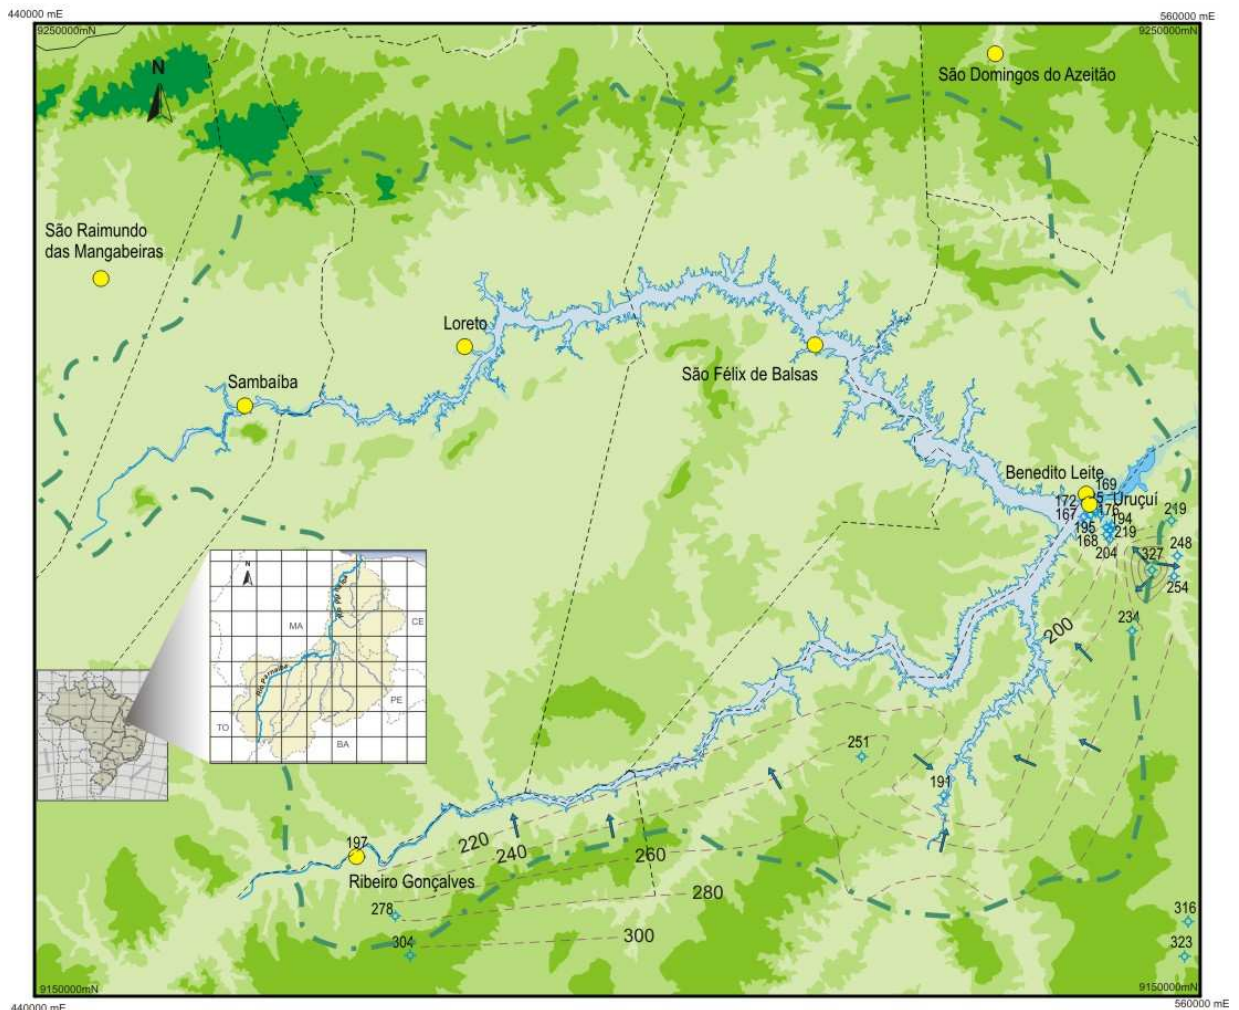 440000 mE
560000 mE
9250000mN
9250000mN
N
São Domingos do Azeitão
São Raimundo
das Mangabeiras
Loreto
São Félix de Balsas
Sambaíba
Benedito Leite
169
172
Uruçuí
167
176
195
194
219
219
168
204
248
327
254
234
200
N
MA
CE
PE
TO
BA
Rio Parnaíba
251
191
197
220
240
260
Ribeiro Gonçalves
280
278
300
304
316
323
9150000mN
9150000mN
440000 mE
560000 mE